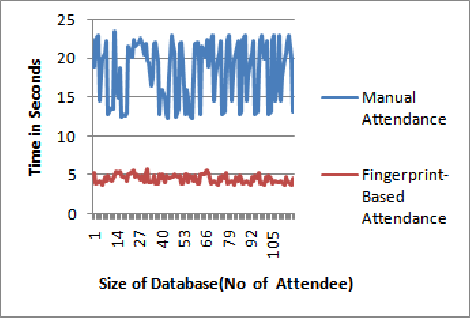 25
20
15
10
5
0
Time in Seconds
1
14
27
40
53
66
79
92
105
Size of Database(No of Attendee)
Manual
Attendance
Fingerprint-
Based
Attendance